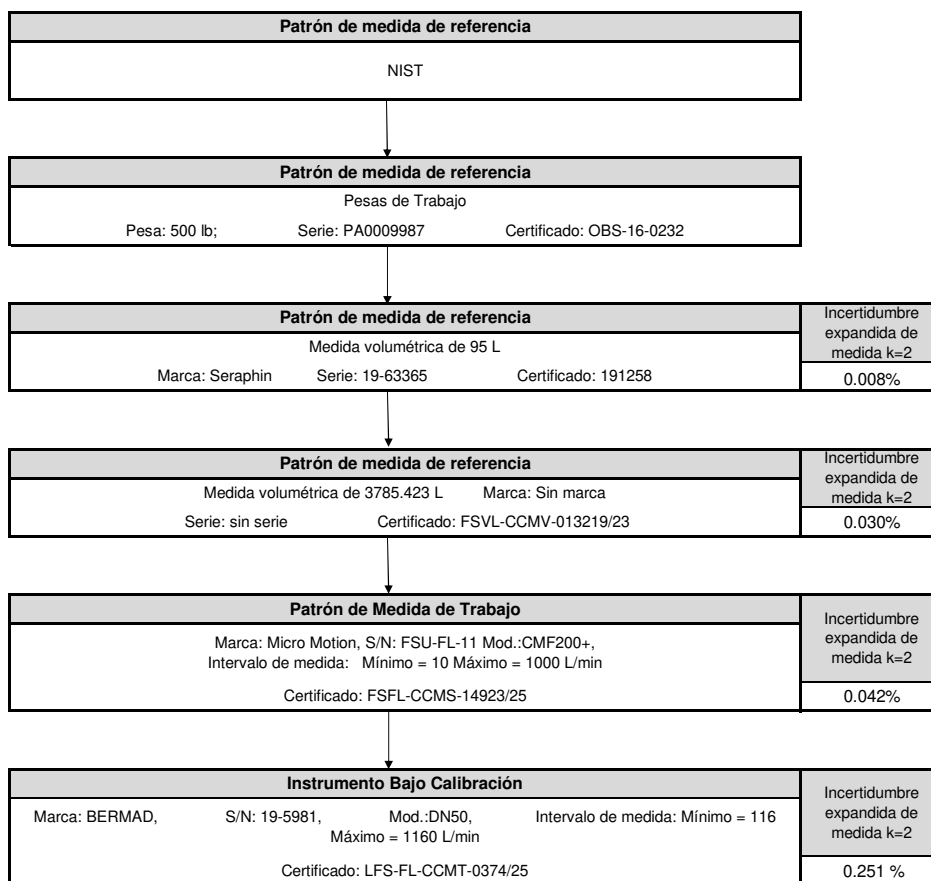 Patrón de medida de referencia
NIST
Patrón de medida de referencia
Pesas de Trabajo
Pesa: 500 lb; Serie: PA0009987 Certificado: OBS-16-0232
Patrón de medida de referencia
Incertidumbre
expandida de
medida k=2
Medida volumétrica de 95 L
Marca: Seraphin Serie: 19-63365 Certificado: 191258
0.008%
Patrón de medida de referencia
Incertidumbre
expandida de
medida k=2
Medida volumétrica de 3785.423 L Marca: Sin marca
Serie: sin serie Certificado: FSVL-CCMV-013219/23
0.030%
Patrón de Medida de Trabajo
Incertidumbre
expandida de
medida k=2
Marca: Micro Motion, S/N: FSU-FL-11 Mod.:CMF200+,
Intervalo de medida: Mínimo = 10 Máximo = 1000 L/min
Certificado: FSFL-CCMS-14923/25
0.042%
Instrumento Bajo Calibración
Incertidumbre
expandida de
medida k=2
Marca: BERMAD, S/N: 19-5981, Mod.:DN50, Intervalo de medida: Mínimo = 116
Máximo = 1160 L/min
Certificado: LFS-FL-CCMT-0374/25
0.251 %